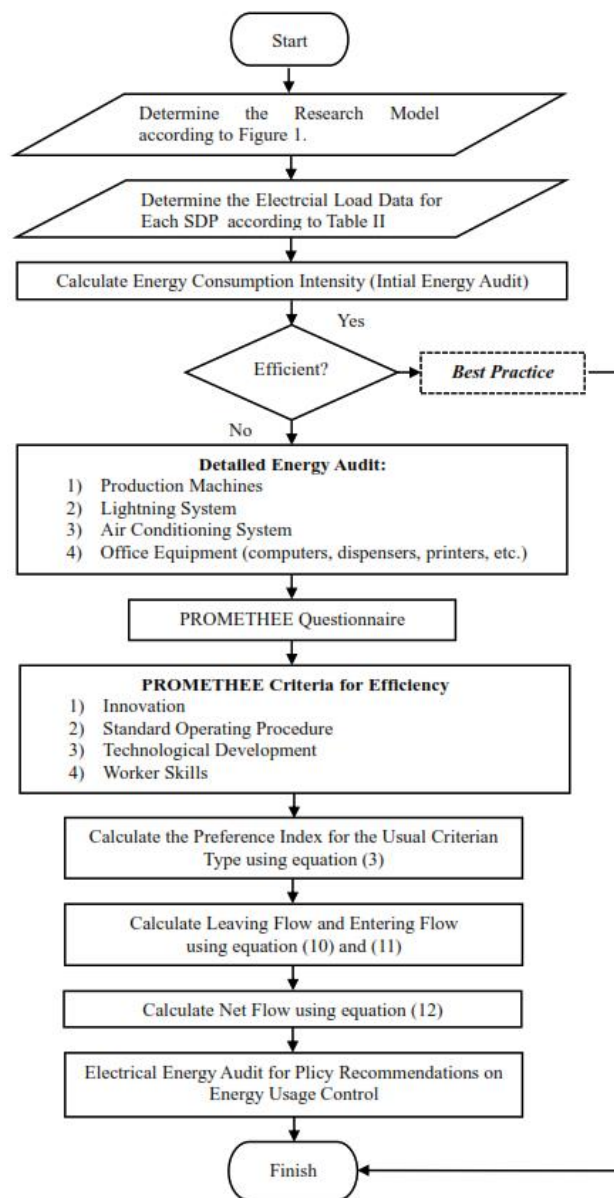 Start
Determine the Research Model
according to Figure 1.
Determine the Electrcial Load Data for
Each SDP according to Table II
Calculate Energy Consumption Intensity (Intial Energy Audit)
Yes
Efficient?
Best Practice
No
Detailed Energy Audit:
1) Production Machines
2) Lightning System
3) Air Conditioning System
4) Office Equipment (computers, dispensers, printers, etc.)
PROMETHEE Questionnaire
PROMETHEE Criteria for Efficiency
1) Innovation
2) Standard Operating Procedure
3) Technological Development
4) Worker Skills
Calculate the Preference Index for the Usual Criterian
Type using equation (3)
Calculate Leaving Flow and Entering Flow
using equation (10) and (11)
Calculate Net Flow using equation (12)
Electrical Energy Audit for Plicy Recommendations on
Energy Usage Control
Finish